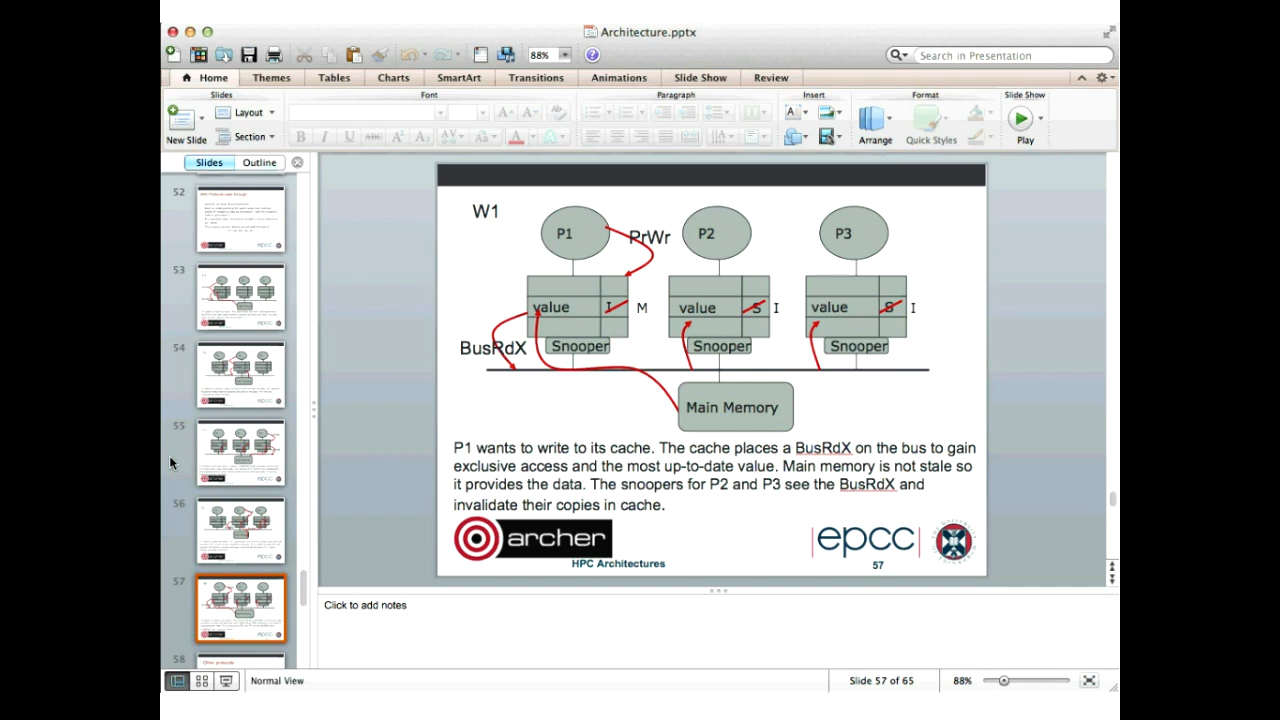 Architecture.pptx
88%
Search in Presentation
Home Themes Tables Charts SmartArt Transitions Animations Slide Show Review
Slides Font Paragraph Insert Format Slide Show
Layout
Section
New Slide
Arrange Quick Styles Play
Slides Outline
52
53
54
55
56
57
58
W1
P1 PrWr P2 P3
value I M value S I value S I
BusRdX Snooper Snooper Snooper
Main Memory
P1 wants to write to its cache. The cache places a BusRdX on the bus to gain
exclusive access and the most up-to-date value. Main memory is not stale so
it provides the data. The snoopers for P2 and P3 see the BusRdX and
invalidate their copies in cache.
archer epcc
HPC Architectures 57
Click to add notes
Normal View Slide 57 of 65 88%